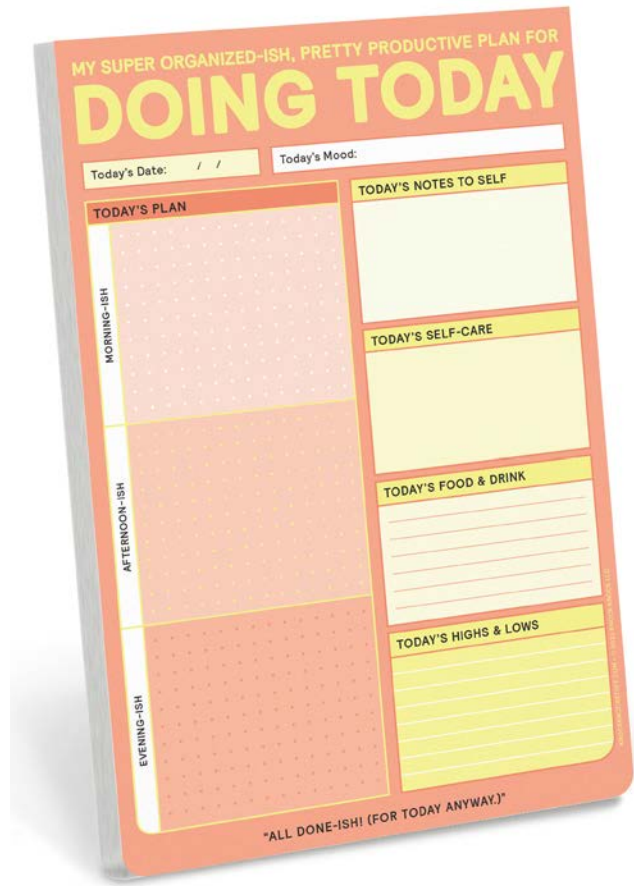 MY SUPER ORGANIZED-ISH, PRETTY PRODUCTIVE PLAN FOR
DOING TODAY
Today's Date: / /
Today's Mood:
TODAY'S PLAN
MORNING-ISH
AFTERNOON-ISH
EVENING-ISH
TODAY'S NOTES TO SELF
TODAY'S SELF-CARE
TODAY'S FOOD & DRINK
TODAY'S HIGHS & LOWS
"ALL DONE-ISH! (FOR TODAY ANYWAY.)"